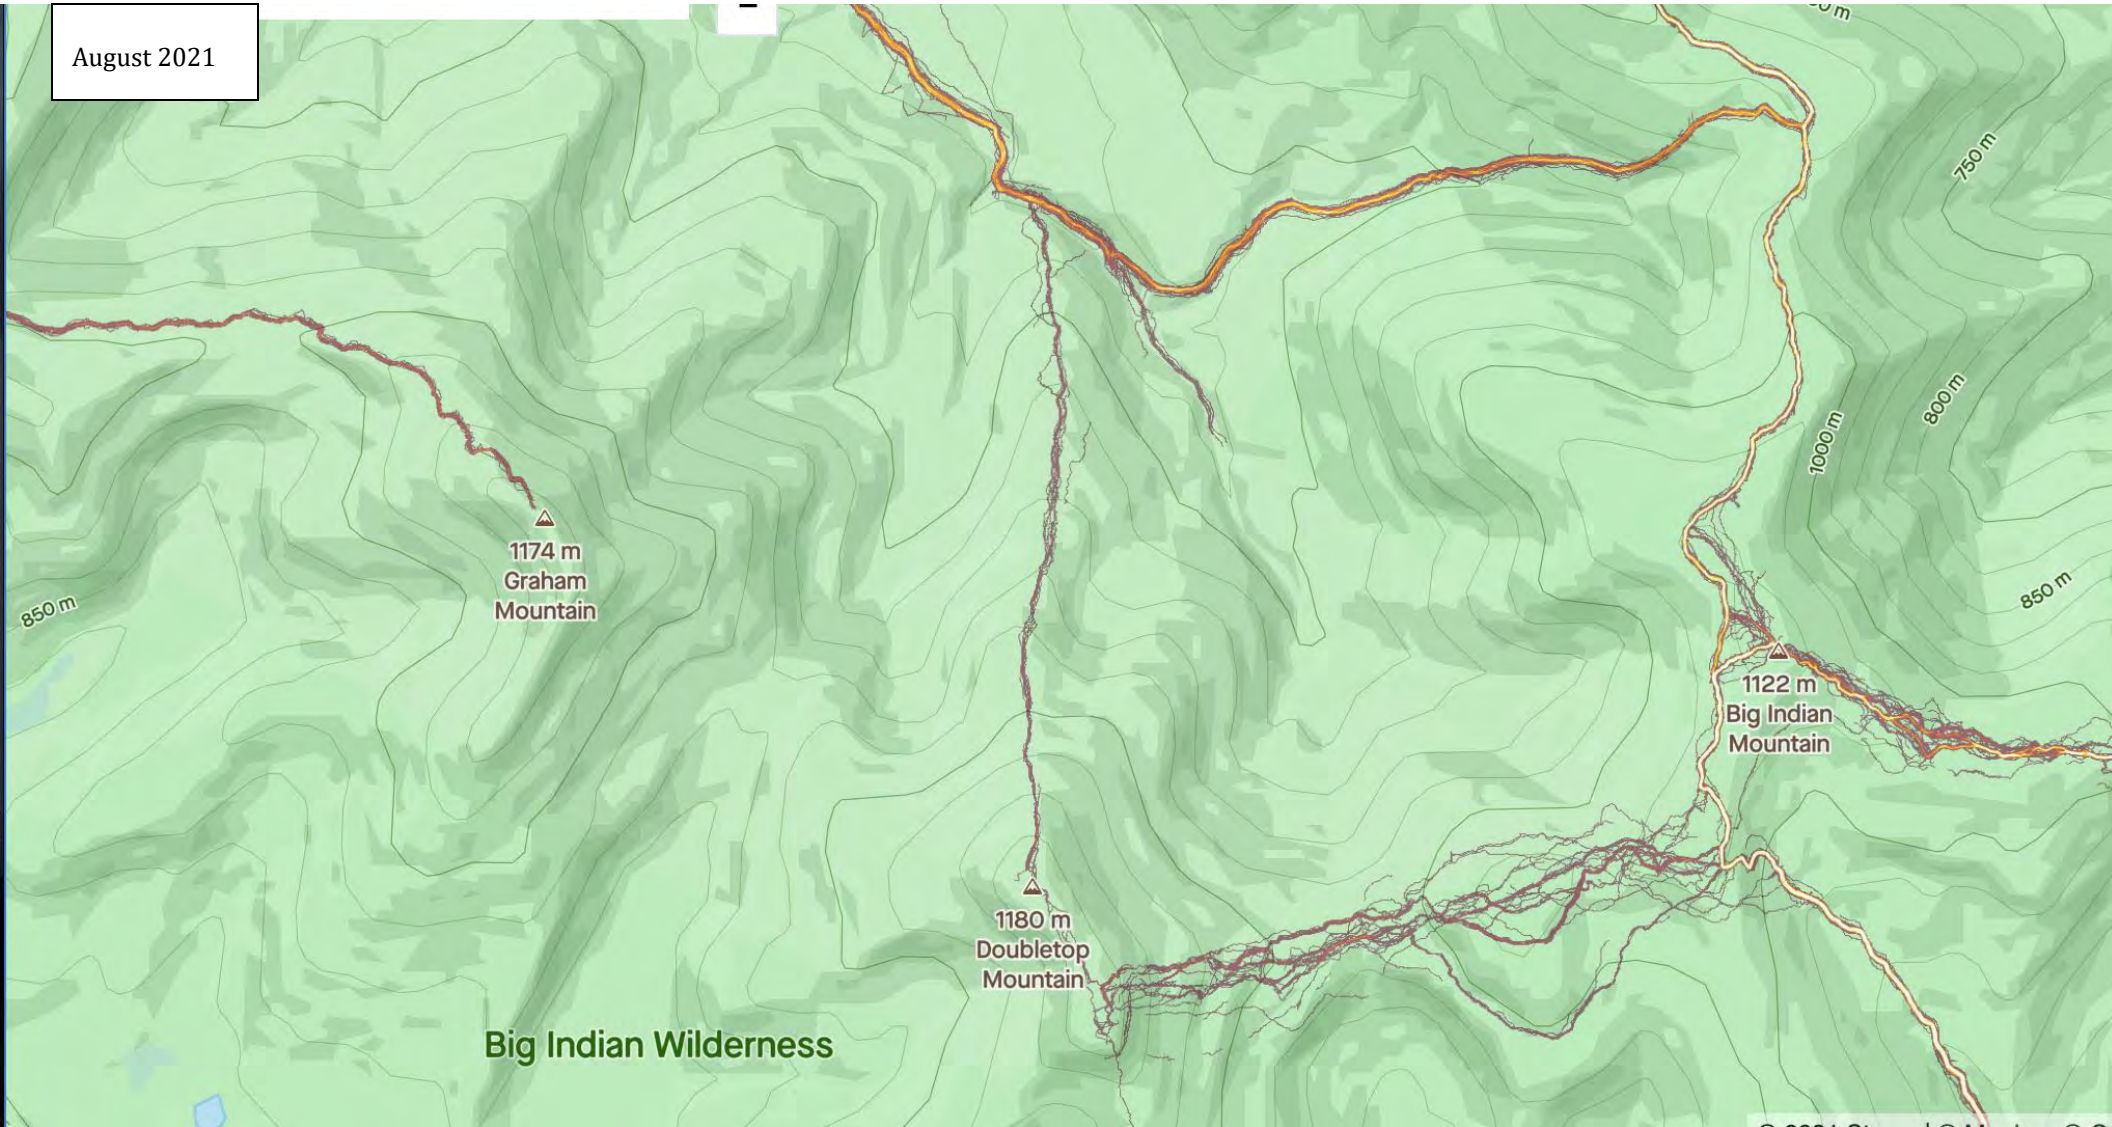 August 2021
750 m
800 m
1000 m
850 m
850 m
1174 m
Graham
Mountain
1122 m
Big Indian
Mountain
1180 m
Doubletop
Mountain
Big Indian Wilderness